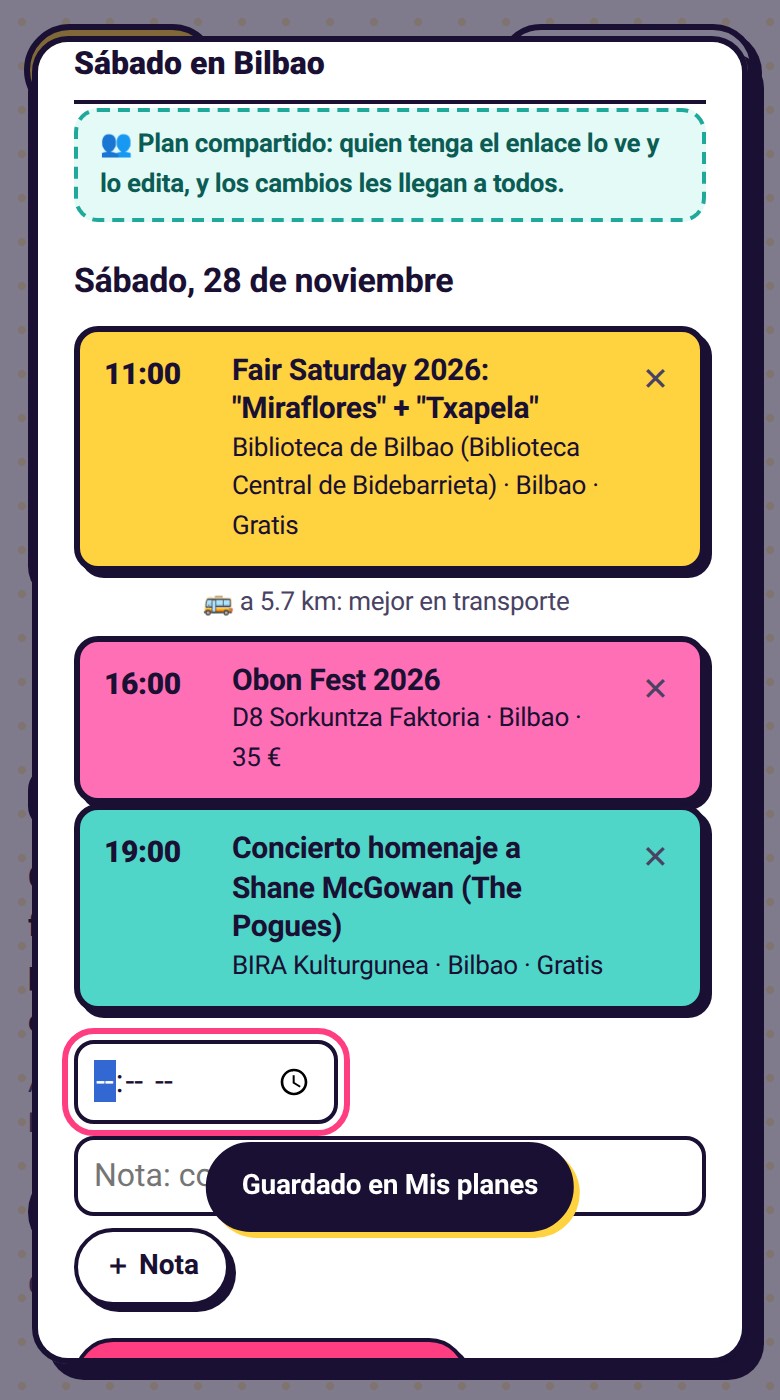 Sábado en Bilbao
👥 Plan compartido: quien tenga el enlace lo ve y
lo edita, y los cambios les llegan a todos.
Sábado, 28 de noviembre
11:00
Fair Saturday 2026:
"Miraflores" + "Txapela"
Biblioteca de Bilbao (Biblioteca
Central de Bidebarrieta) · Bilbao ·
Gratis
✕
🚌 a 5.7 km: mejor en transporte
16:00
Obon Fest 2026
D8 Sorkuntza Faktoria · Bilbao ·
35 €
✕
19:00
Concierto homenaje a
Shane McGowan (The
Pogues)
BIRA Kulturgunea · Bilbao · Gratis
✕
--:-- --
Nota:
Guardado en Mis planes
+ Nota